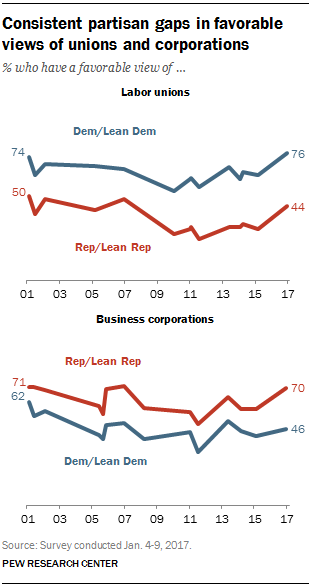 Consistent partisan gaps in favorable
views of unions and corporations
% who have a favorable view of ...
Labor unions
Dem/Lean Dem
74
76
50
44
Rep/Lean Rep
01 03 05 07 09 11 13 15 17
Business corporations
Rep/Lean Rep
71
70
62
46
Dem/Lean Dem
01 03 05 07 09 11 13 15 17
Source: Survey conducted Jan. 4-9, 2017.
PEW RESEARCH CENTER